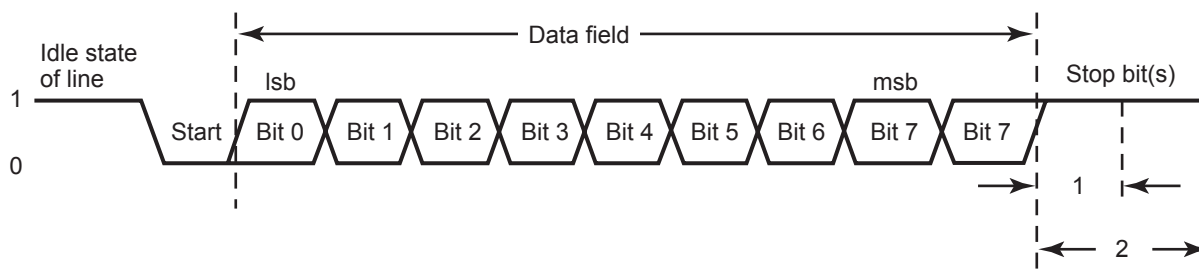 Data field
Idle state
of line
lsb
msb
Stop bit(s)
1
Start
Bit 0
Bit 1
Bit 2
Bit 3
Bit 4
Bit 5
Bit 6
Bit 7
Bit 7
0
1
2